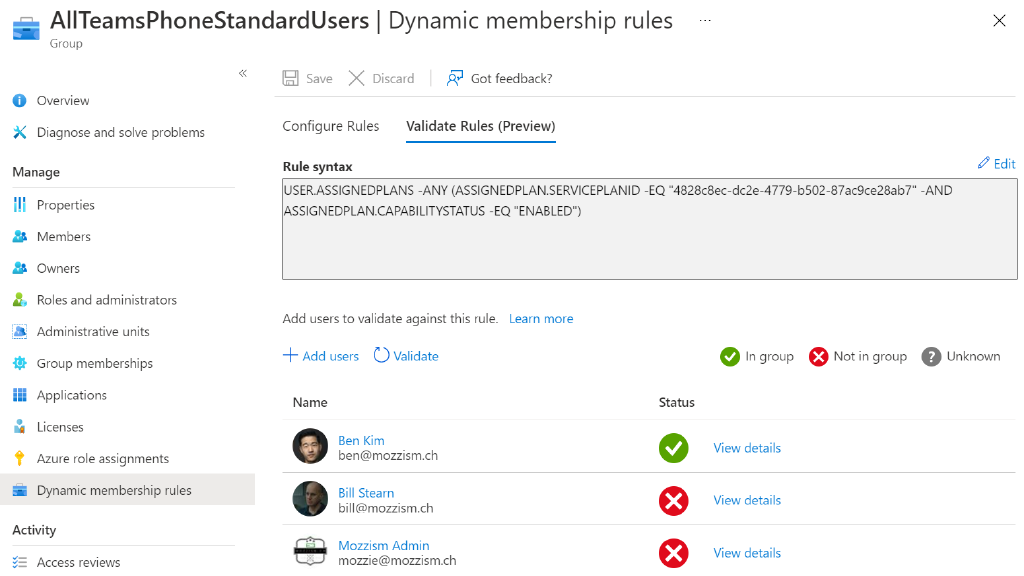 AllTeamsPhoneStandardUsers | Dynamic membership rules ...
Group
Save Discard Got feedback?
Overview
Diagnose and solve problems
Manage
Properties
Members
Owners
Roles and administrators
Administrative units
Group memberships
Applications
Licenses
Azure role assignments
Dynamic membership rules
Activity
Access reviews
Configure Rules Validate Rules (Preview)
Rule syntax Edit
USER.ASSIGNEDPLANS -ANY (ASSIGNEDPLAN.SERVICEPLANID -EQ "4828c8ec-dc2e-4779-b502-87ac9ce28ab7" -AND
ASSIGNEDPLAN.CAPABILITYSTATUS -EQ "ENABLED")
Add users to validate against this rule. Learn more
Add users Validate In group Not in group Unknown
Name Status
Ben Kim
ben@mozzism.ch
View details
Bill Stearn
bill@mozzism.ch
View details
Mozzism Admin
mozzie@mozzism.ch
View details